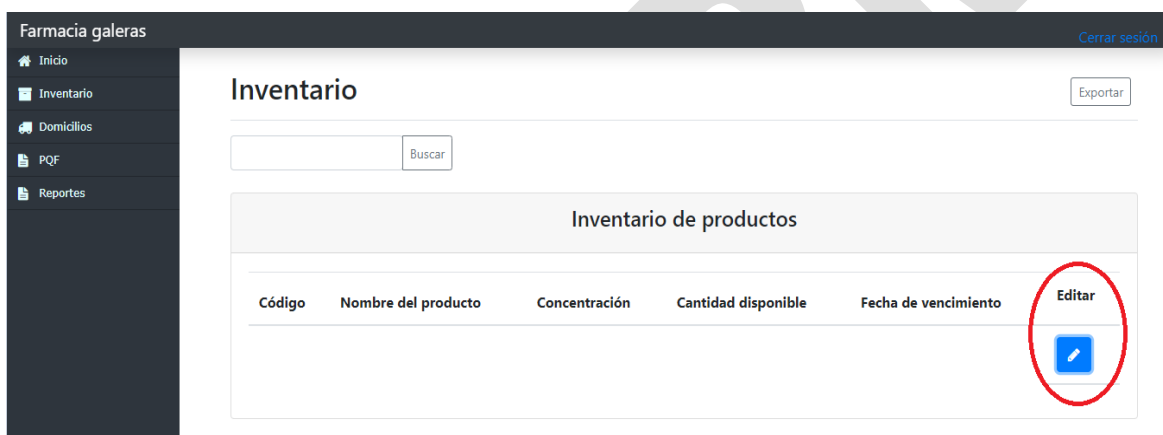 Farmacia galeras
Cerrar sesión
Inicio
Inventario
Domicilios
PQF
Reportes
Inventario
Exportar
Buscar
Inventario de productos
Código Nombre del producto Concentración Cantidad disponible Fecha de vencimiento Editar